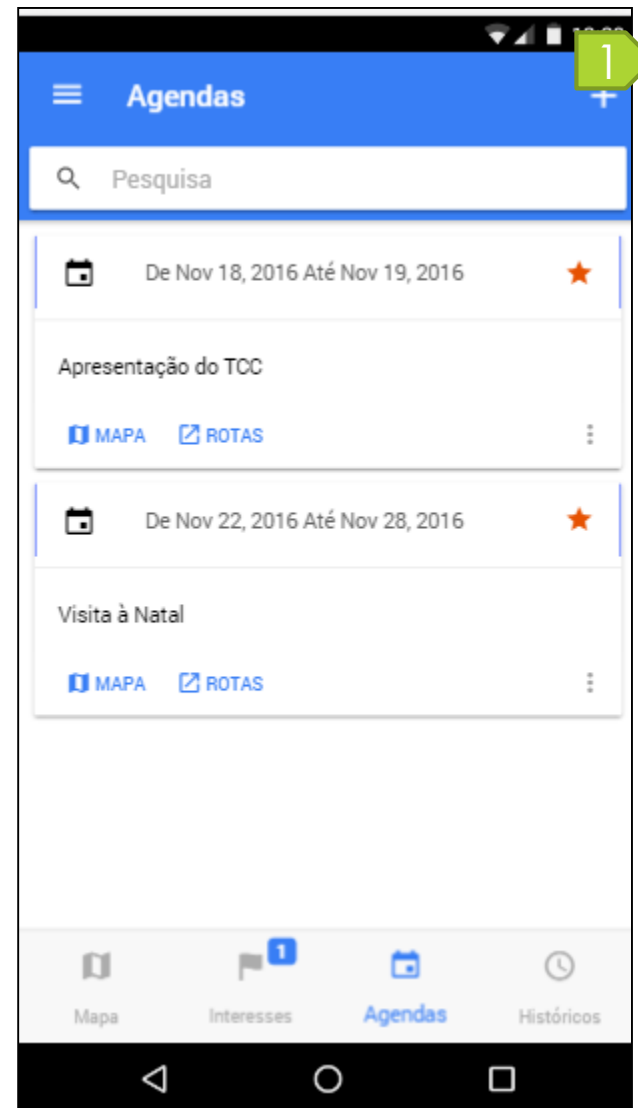 1
Agendas
Pesquisa
De Nov 18, 2016 Até Nov 19, 2016
Apresentação do TCC
MAPA ROTAS
De Nov 22, 2016 Até Nov 28, 2016
Visita à Natal
MAPA ROTAS
1
Mapa Interesses Agendas Históricos